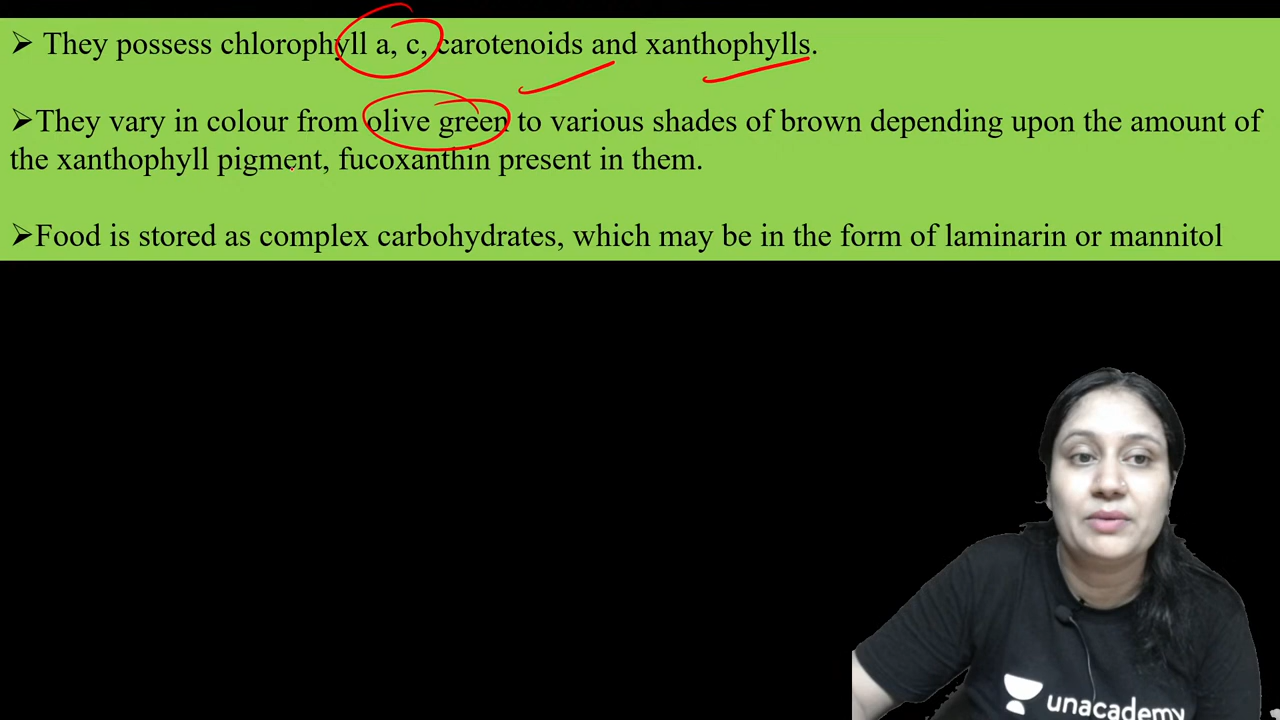 ➢ They possess chlorophyll a, c, carotenoids and xanthophylls.
➢They vary in colour from olive green to various shades of brown depending upon the amount of
the xanthophyll pigment, fucoxanthin present in them.
➢Food is stored as complex carbohydrates, which may be in the form of laminarin or mannitol
unacademy